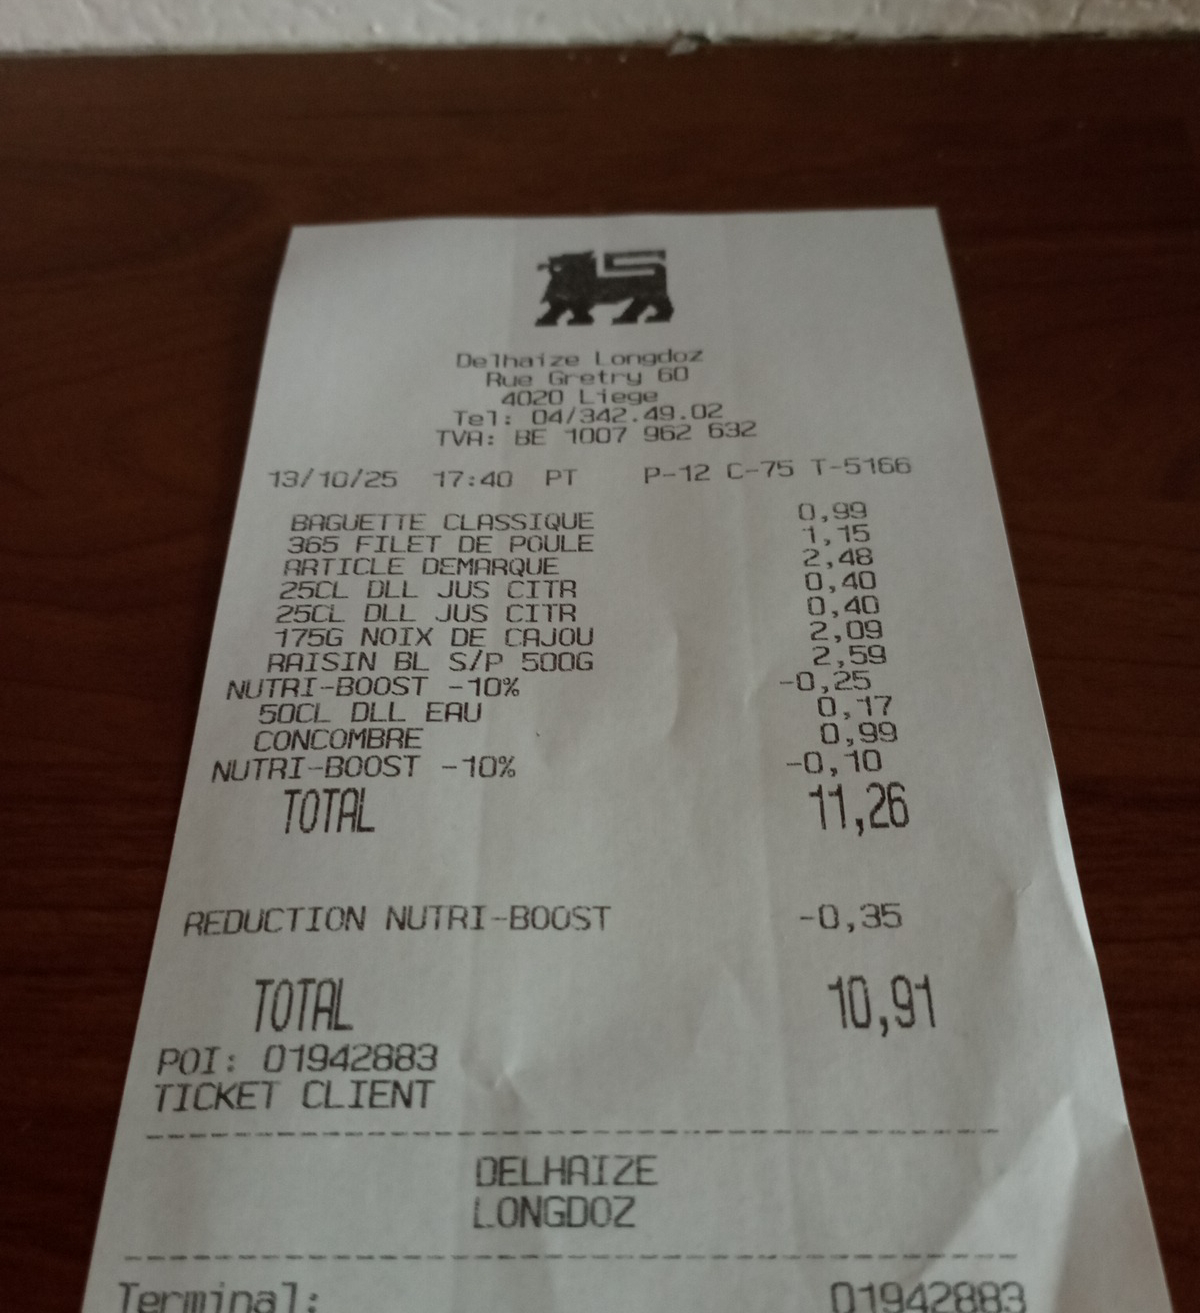 Delhaize Longdoz
Rue Gretry 60
4020 Liege
Tel: 04/342.49.02
TVA: BE 1007 962 632
13/10/25 17:40 PT P-12 C-75 T-5166
BAGUETTE CLASSIQUE 0,99
365 FILET DE POULE 1,15
ARTICLE DEMARQUE 2,48
25CL DLL JUS CITR 0,40
25CL DLL JUS CITR 0,40
175G NOIX DE CAJOU 2,09
RAISIN BL S/P 500G 2,59
NUTRI-BOOST -10% -0,25
50CL DLL EAU 0,17
CONCOMBRE 0,99
NUTRI-BOOST -10% -0,10
TOTAL 11,26
REDUCTION NUTRI-BOOST -0,35
TOTAL 10,91
POI: 01942883
TICKET CLIENT
DELHAIZE
LONGDOZ
Terminal: 01942883